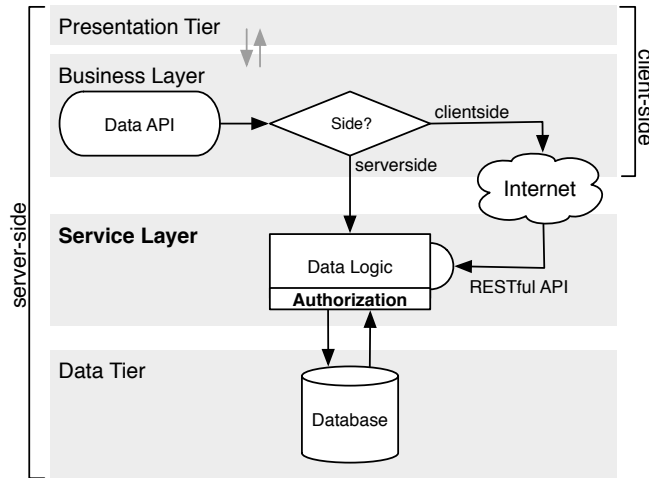 Presentation Tier
Business Layer
Data API
Side?
clientside
serverside
Internet
client-side
server-side
Service Layer
Data Logic
Authorization
RESTful API
Data Tier
Database